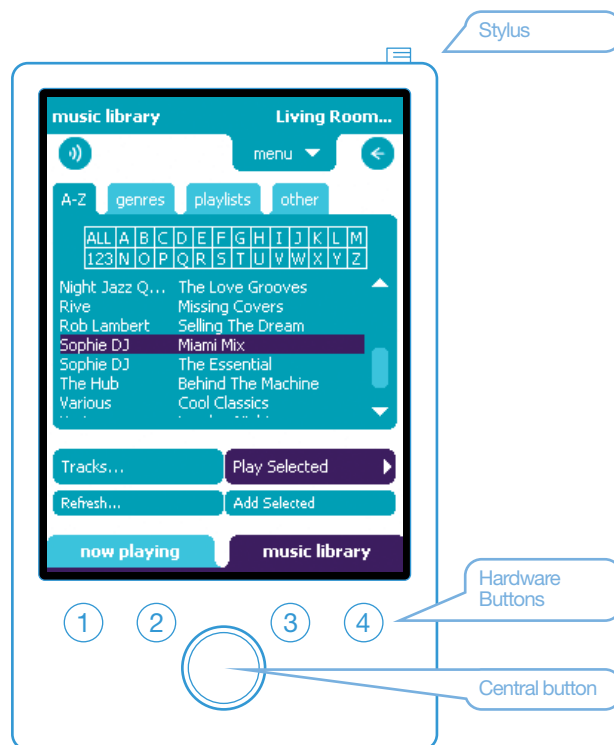 Stylus
music library Living Room...
menu
A-Z genres playlists other
ALL A B C D E F G H I J K L M
123 N O P Q R S T U V W X Y Z
Night Jazz Q... The Love Grooves
Rive Missing Covers
Rob Lambert Selling The Dream
Sophie DJ Miami Mix
Sophie DJ The Essential
The Hub Behind The Machine
Various Cool Classics
Tracks... Play Selected
Refresh... Add Selected
now playing music library
Hardware
Buttons
1 2 3 4
Central button